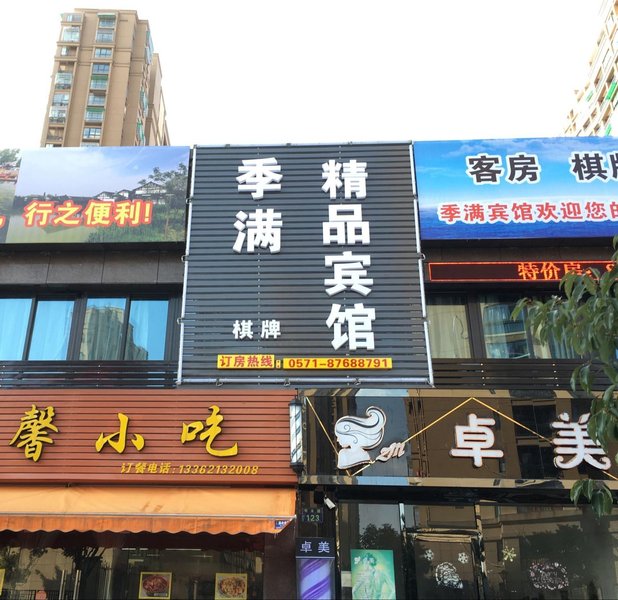 行之便利!
季满
精品宾馆
棋牌
订房热线 0571-87688791
客房 棋牌
季满宾馆欢迎您的
特价房
馨小吃
订餐电话:13362132008
ZM
卓美
123
卓美